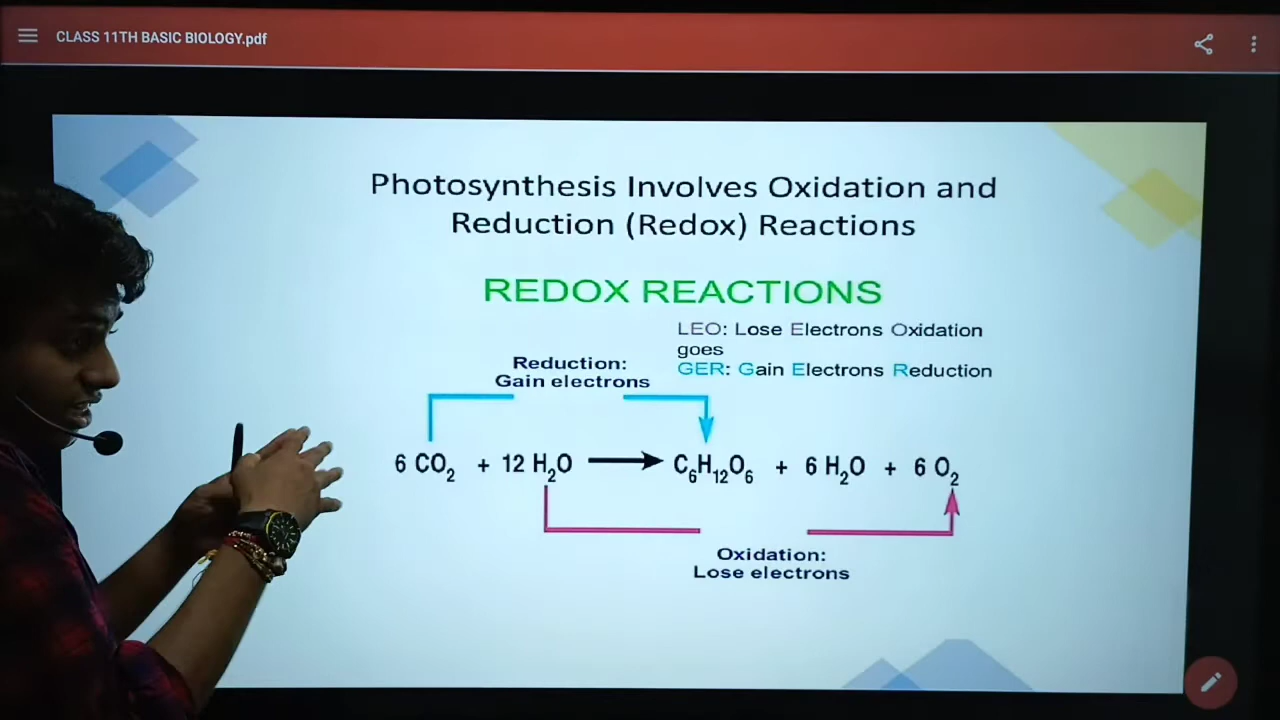 CLASS 11TH BASIC BIOLOGY.pdf
Photosynthesis Involves Oxidation and
Reduction (Redox) Reactions
REDOX REACTIONS
LEO: Lose Electrons Oxidation
goes
GER: Gain Electrons Reduction
Reduction:
Gain electrons
6 CO₂ + 12 H₂O ⟶ C₆H₁₂O₆ + 6 H₂O + 6 O₂
Oxidation:
Lose electrons